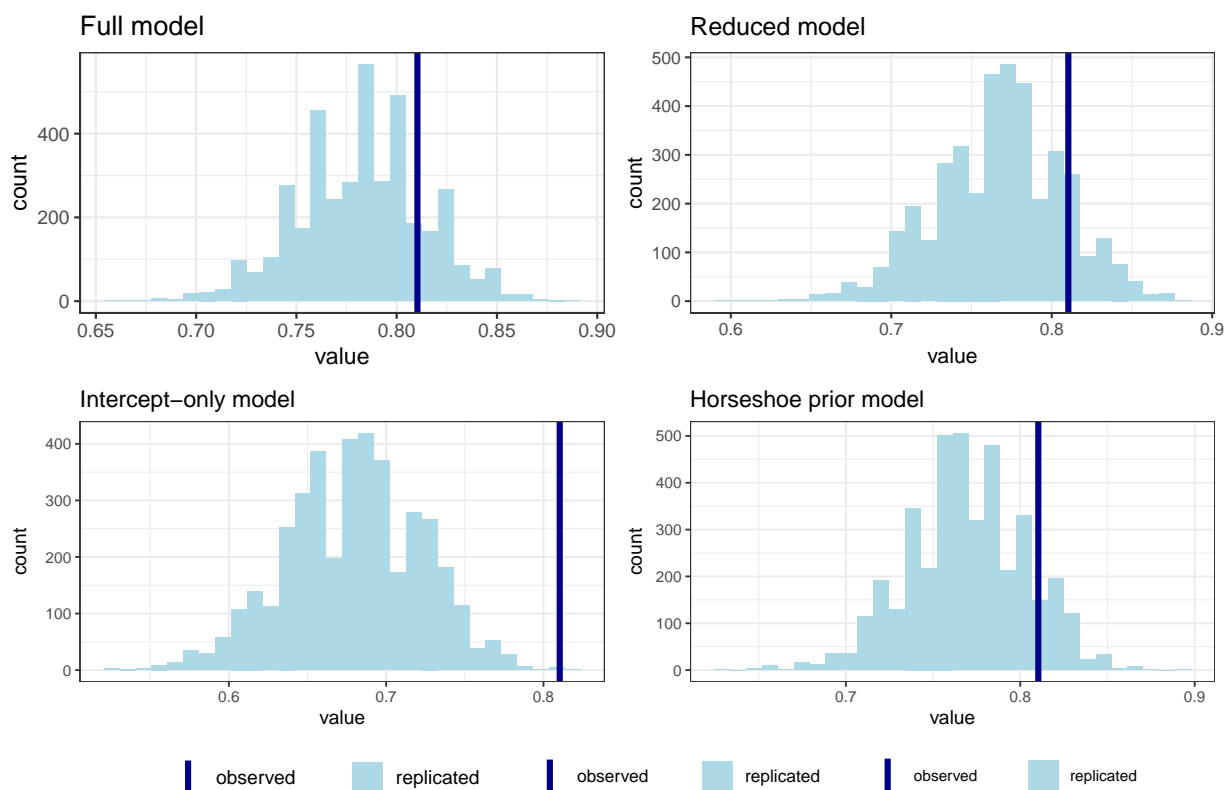 Full model
Reduced model
count
400
200
0
0.65 0.70 0.75 0.80 0.85 0.90
value
count
500
400
300
200
100
0
0.6 0.7 0.8 0.9
value
Intercept−only model
Horseshoe prior model
count
400
300
200
100
0
0.6 0.7 0.8
value
count
500
400
300
200
100
0
0.7 0.8 0.9
value
observed replicated observed replicated observed replicated